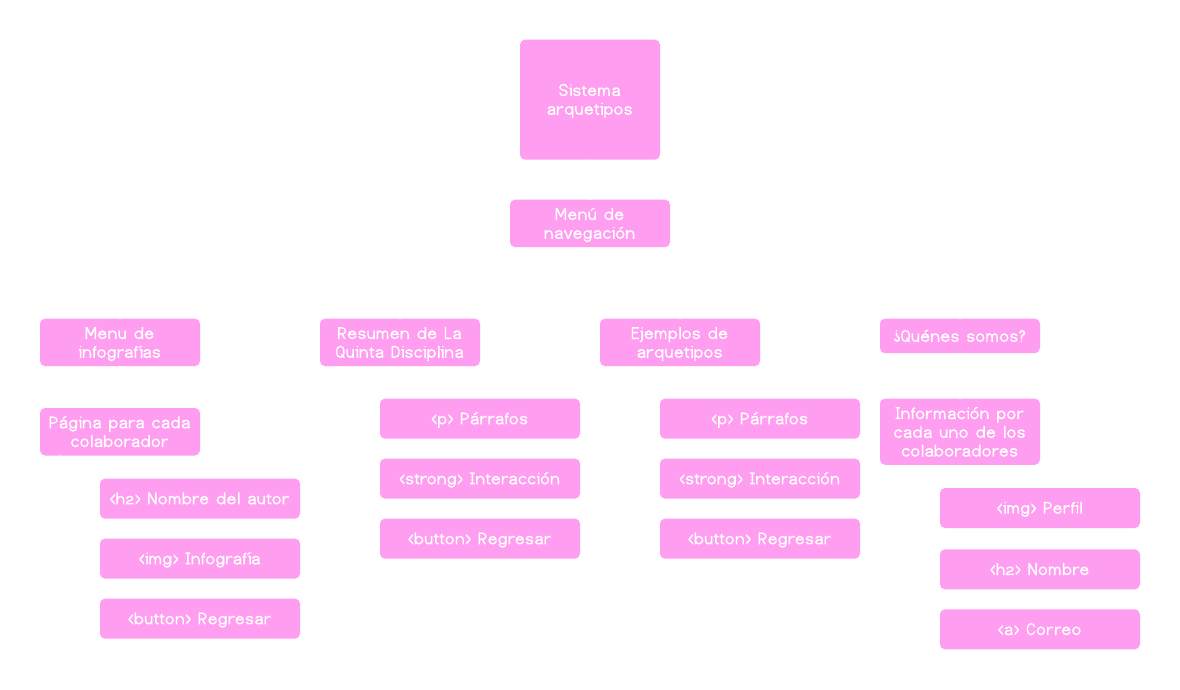 Sistema
arquetipos
Menú de
navegación
Menu de
infografías
Resumen de La
Quinta Disciplina
Ejemplos de
arquetipos
¿Quénes somos?
Página para cada
colaborador
<h2> Nombre del autor
<img> Infografía
<button> Regresar
<p> Párrafos
<strong> Interacción
<button> Regresar
<p> Párrafos
<strong> Interacción
<button> Regresar
Información por
cada uno de los
colaboradores
<img> Perfil
<h2> Nombre
<a> Correo